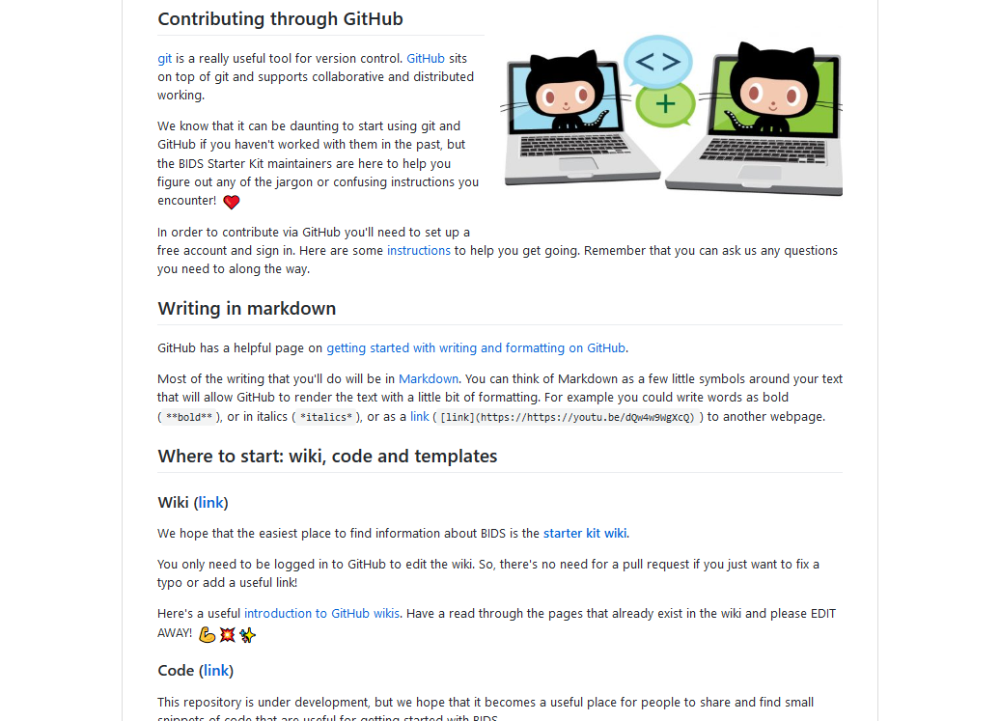 Contributing through GitHub
git is a really useful tool for version control. GitHub sits
on top of git and supports collaborative and distributed
working.
<>
+
We know that it can be daunting to start using git and
GitHub if you haven't worked with them in the past, but
the BIDS Starter Kit maintainers are here to help you
figure out any of the jargon or confusing instructions you
encounter!
In order to contribute via GitHub you'll need to set up a
free account and sign in. Here are some instructions to help you get going. Remember that you can ask us any questions
you need to along the way.
Writing in markdown
GitHub has a helpful page on getting started with writing and formatting on GitHub.
Most of the writing that you'll do will be in Markdown. You can think of Markdown as a few little symbols around your text
that will allow GitHub to render the text with a little bit of formatting. For example you could write words as bold
( **bold** ), or in italics ( *italics* ), or as a link ( [link](https://https://youtu.be/dQw4w9WgXcQ) ) to another webpage.
Where to start: wiki, code and templates
Wiki (link)
We hope that the easiest place to find information about BIDS is the starter kit wiki.
You only need to be logged in to GitHub to edit the wiki. So, there's no need for a pull request if you just want to fix a
typo or add a useful link!
Here's a useful introduction to GitHub wikis. Have a read through the pages that already exist in the wiki and please EDIT
AWAY!
Code (link)
This repository is under development, but we hope that it becomes a useful place for people to share and find small
snippets of code that are useful for getting started with BIDS.